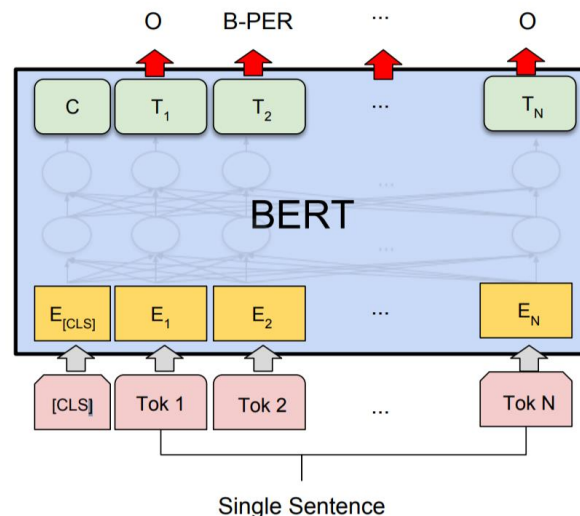 O B-PER ... O
C T1 T2 ... TN
...
BERT
...
E[CLS] E1 E2 ... EN
[CLS] Tok 1 Tok 2 ... Tok N
Single Sentence